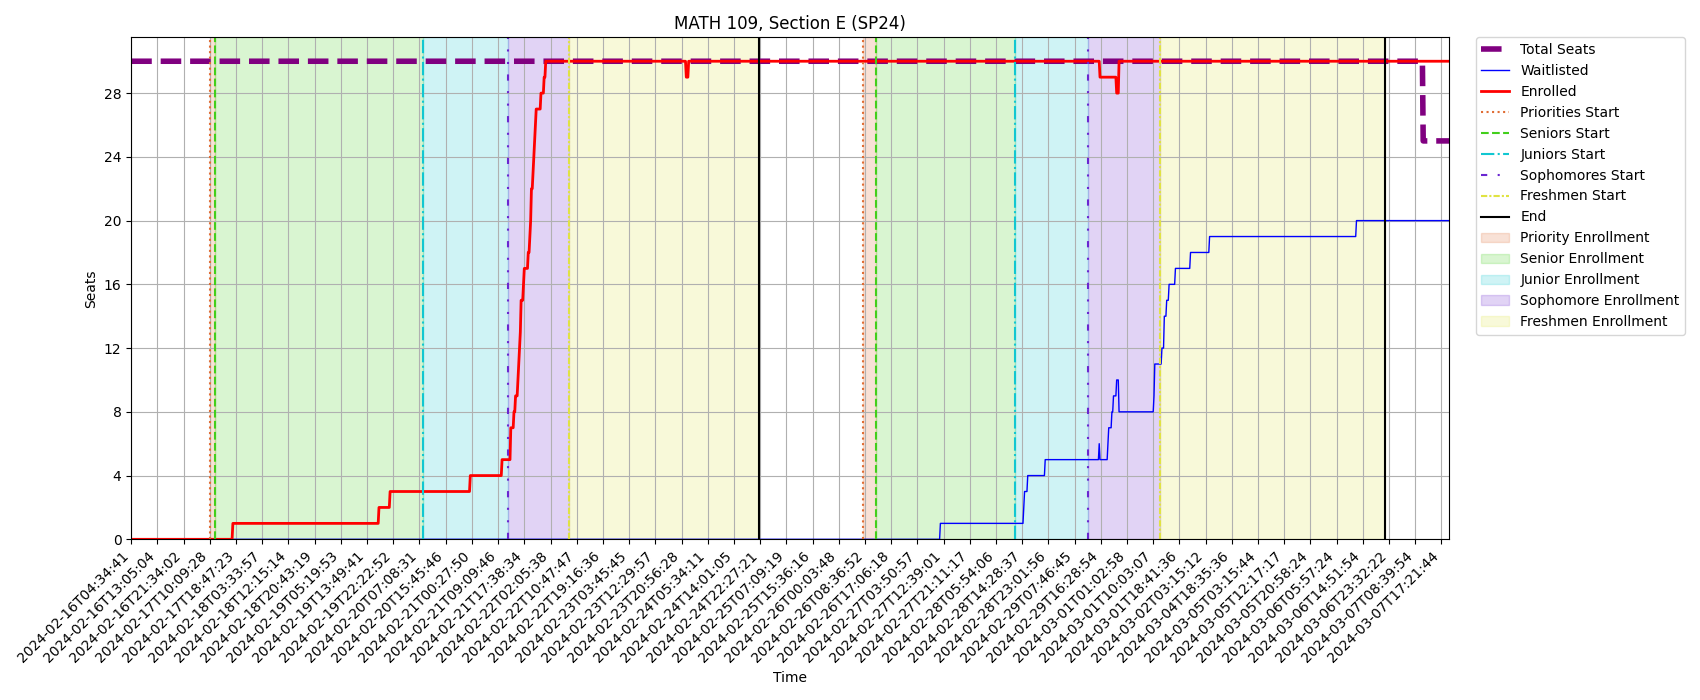 MATH 109, Section E (SP24)
Total Seats
Waitlisted
Enrolled
Priorities Start
Seniors Start
Juniors Start
Sophomores Start
Freshmen Start
End
Priority Enrollment
Senior Enrollment
Junior Enrollment
Sophomore Enrollment
Freshmen Enrollment
Seats
28
24
20
16
12
8
4
0
2024-02-16T04:34:41
2024-02-16T13:05:04
2024-02-16T21:34:02
2024-02-17T10:09:28
2024-02-17T18:47:23
2024-02-18T03:33:57
2024-02-18T12:15:14
2024-02-18T20:43:19
2024-02-19T05:19:53
2024-02-19T13:49:41
2024-02-19T22:22:52
2024-02-20T07:08:31
2024-02-20T15:45:46
2024-02-21T00:27:50
2024-02-21T09:09:46
2024-02-21T17:38:34
2024-02-22T02:05:38
2024-02-22T10:47:47
2024-02-22T19:16:36
2024-02-23T03:45:45
2024-02-23T12:29:57
2024-02-23T20:56:28
2024-02-24T05:34:11
2024-02-24T14:01:05
2024-02-24T22:27:21
2024-02-25T07:09:19
2024-02-25T15:36:16
2024-02-26T00:03:48
2024-02-26T08:36:52
2024-02-26T17:06:18
2024-02-27T03:50:57
2024-02-27T12:39:01
2024-02-27T21:11:17
2024-02-28T05:54:06
2024-02-28T14:28:37
2024-02-28T23:01:56
2024-02-29T07:46:45
2024-02-29T16:28:54
2024-03-01T01:02:58
2024-03-01T10:03:07
2024-03-01T18:41:36
2024-03-02T03:15:12
2024-03-04T18:35:36
2024-03-05T03:15:44
2024-03-05T12:17:17
2024-03-05T20:58:24
2024-03-06T05:57:24
2024-03-06T14:51:54
2024-03-06T23:32:22
2024-03-07T08:39:54
2024-03-07T17:21:44
Time